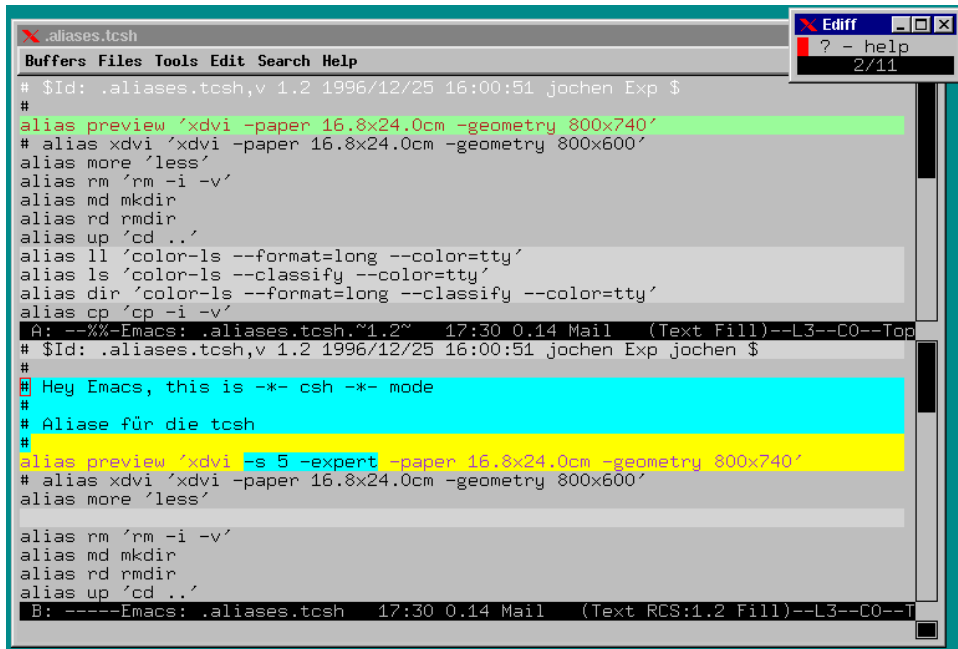 .aliases.tcsh
Buffers Files Tools Edit Search Help
Ediff
? - help
2/11
# $Id: .aliases.tcsh,v 1.2 1996/12/25 16:00:51 jochen Exp $
#
alias preview ´xdvi -paper 16.8x24.0cm -geometry 800x740´
# alias xdvi ´xdvi -paper 16.8x24.0cm -geometry 800x600´
alias more ´less´
alias rm ´rm -i -v´
alias md mkdir
alias rd rmdir
alias up ´cd ..´
alias ll ´color-ls --format=long --color=tty´
alias ls ´color-ls --classify --color=tty´
alias dir ´color-ls --format=long --classify --color=tty´
alias cp ´cp -i -v´
A: --%%-Emacs: .aliases.tcsh.~1.2~ 17:30 0.14 Mail (Text Fill)--L3--C0--Top
# $Id: .aliases.tcsh,v 1.2 1996/12/25 16:00:51 jochen Exp jochen $
#
# Hey Emacs, this is -*- csh -*- mode
#
# Aliase für die tcsh
#
alias preview ´xdvi -s 5 -expert -paper 16.8x24.0cm -geometry 800x740´
# alias xdvi ´xdvi -paper 16.8x24.0cm -geometry 800x600´
alias more ´less´
alias rm ´rm -i -v´
alias md mkdir
alias rd rmdir
alias up ´cd ..´
B: -----Emacs: .aliases.tcsh 17:30 0.14 Mail (Text RCS:1.2 Fill)--L3--C0--T